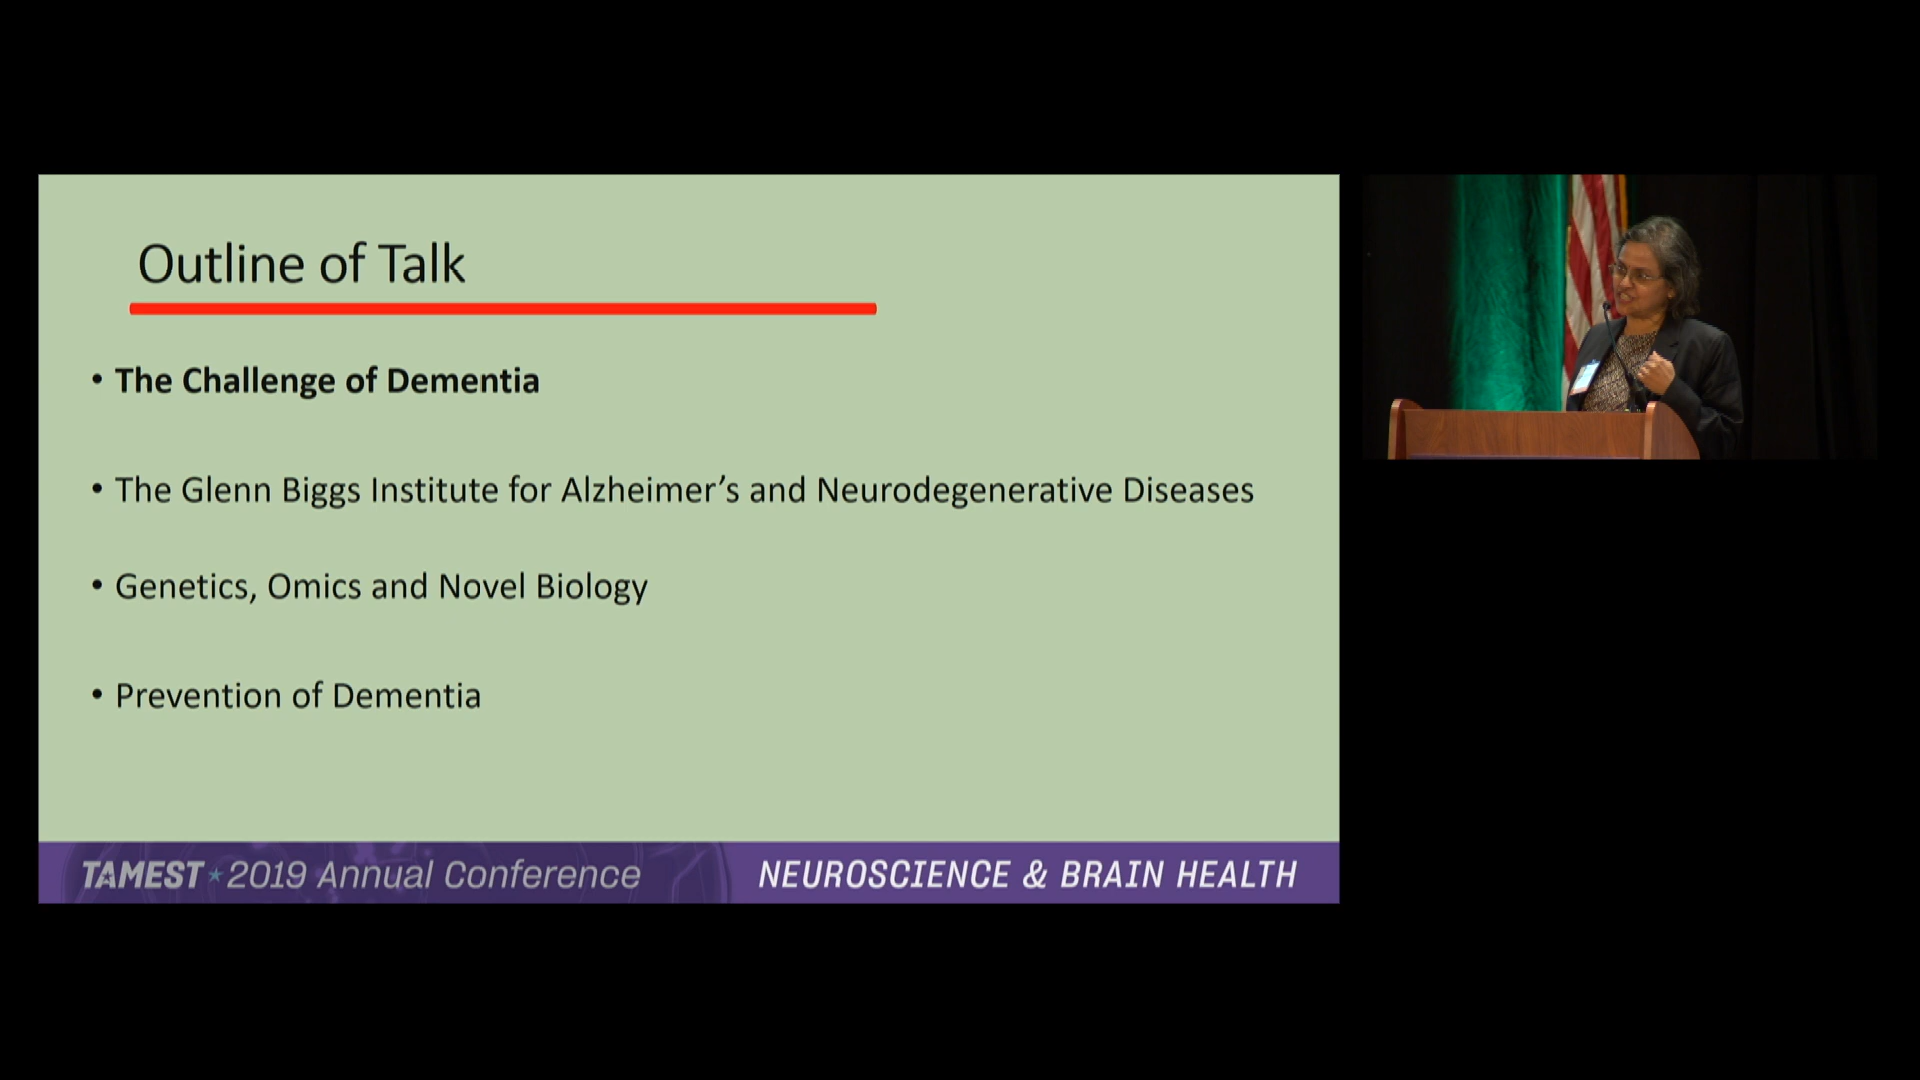 Outline of Talk
• The Challenge of Dementia
• The Glenn Biggs Institute for Alzheimer’s and Neurodegenerative Diseases
• Genetics, Omics and Novel Biology
• Prevention of Dementia
TAMEST★2019 Annual Conference
NEUROSCIENCE & BRAIN HEALTH